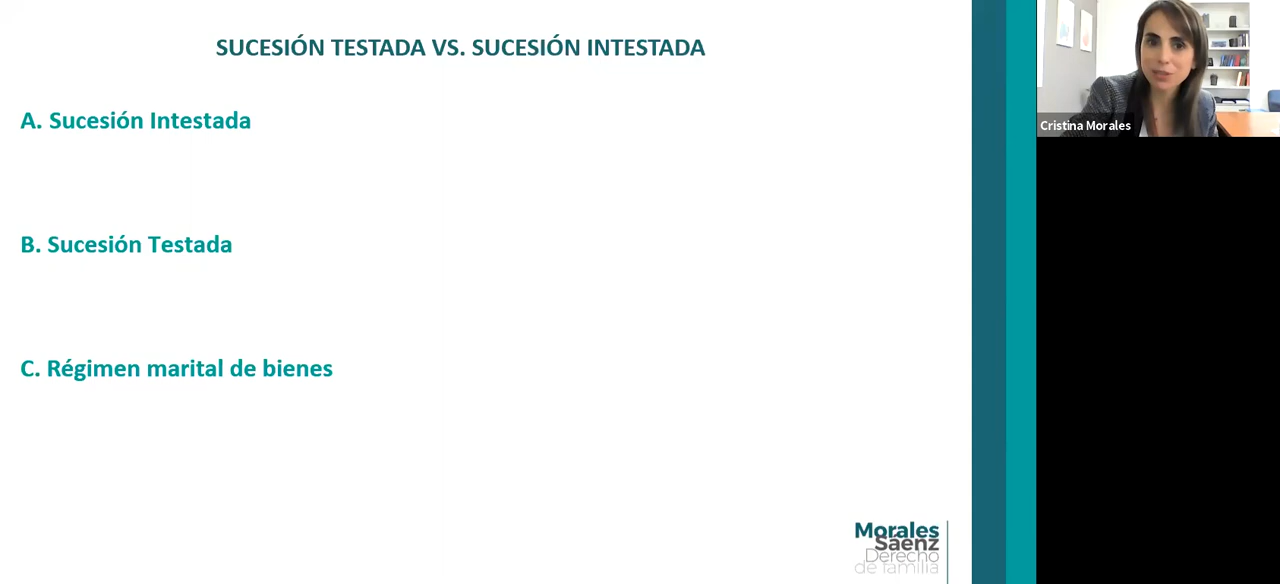 SUCESIÓN TESTADA VS. SUCESIÓN INTESTADA
A. Sucesión Intestada
B. Sucesión Testada
C. Régimen marital de bienes
Morales
Sáenz
Derecho
de familia
Cristina Morales